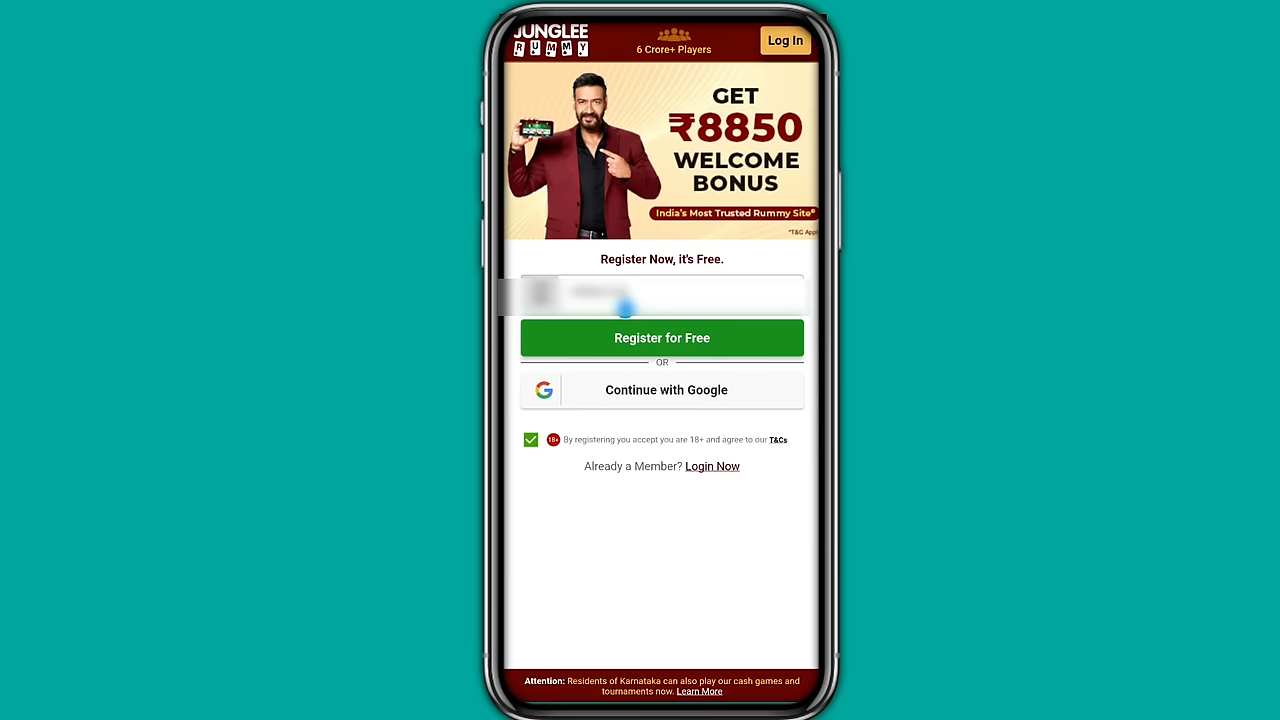 JUNGLEE
RUMMY
6 Crore+ Players
Log In
GET
₹8850
WELCOME
BONUS
India's Most Trusted Rummy Site*
*T&C Appl
Register Now, it's Free.
Register for Free
OR
Continue with Google
18+ By registering you accept you are 18+ and agree to our T&Cs
Already a Member? Login Now
Attention: Residents of Karnataka can also play our cash games and
tournaments now. Learn More